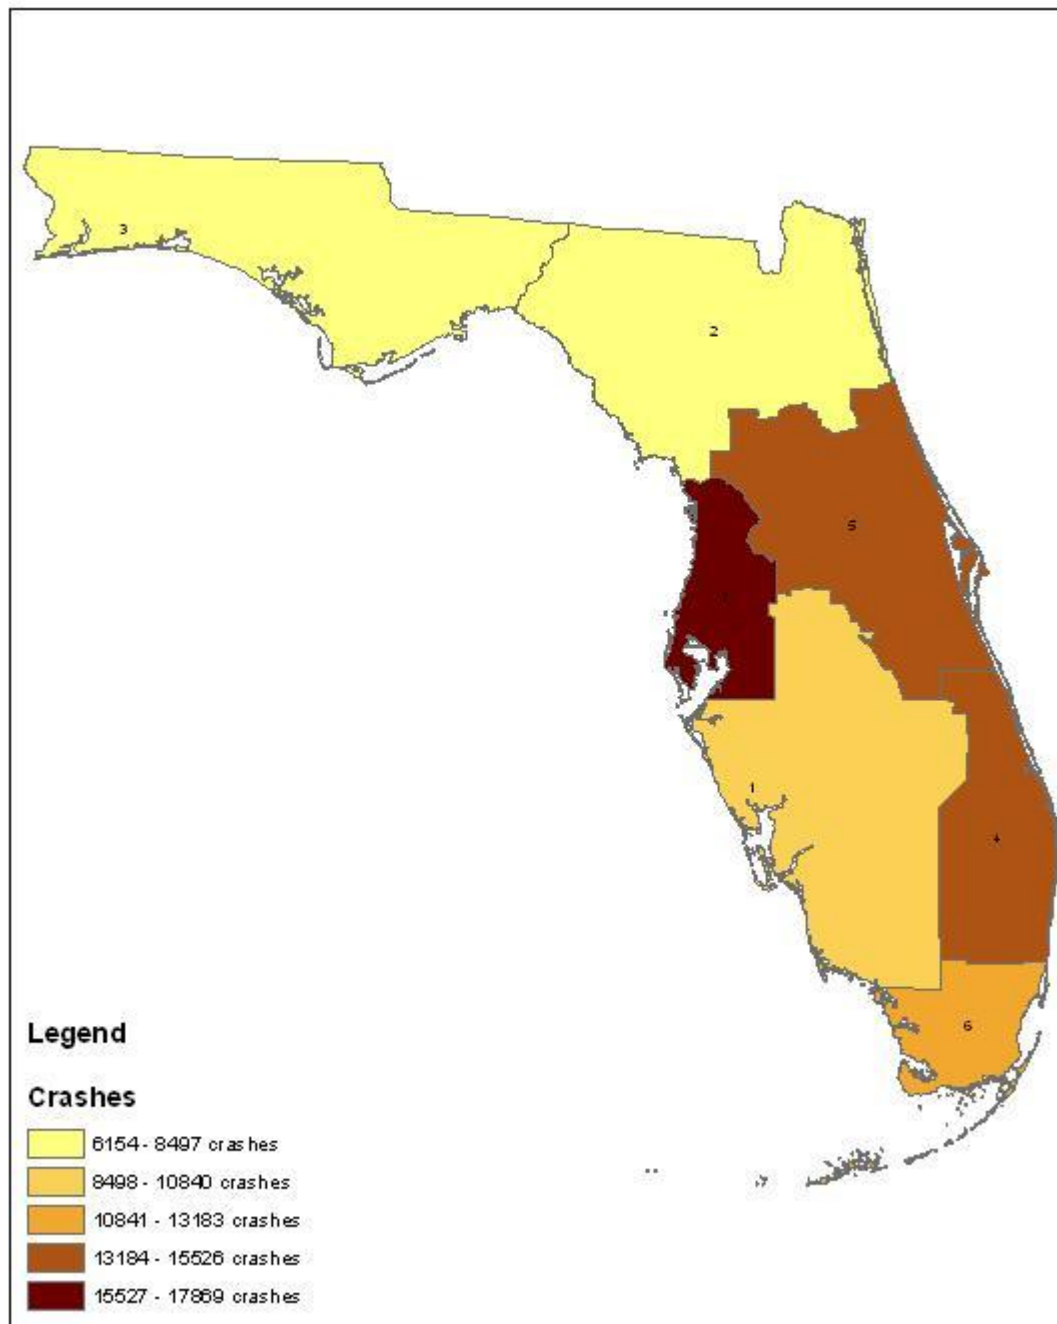 3
2
5
1
4
6
Legend
Crashes
6154 - 8497 crashes
8498 - 10840 crashes
10841 - 13183 crashes
13184 - 15526 crashes
15527 - 17869 crashes